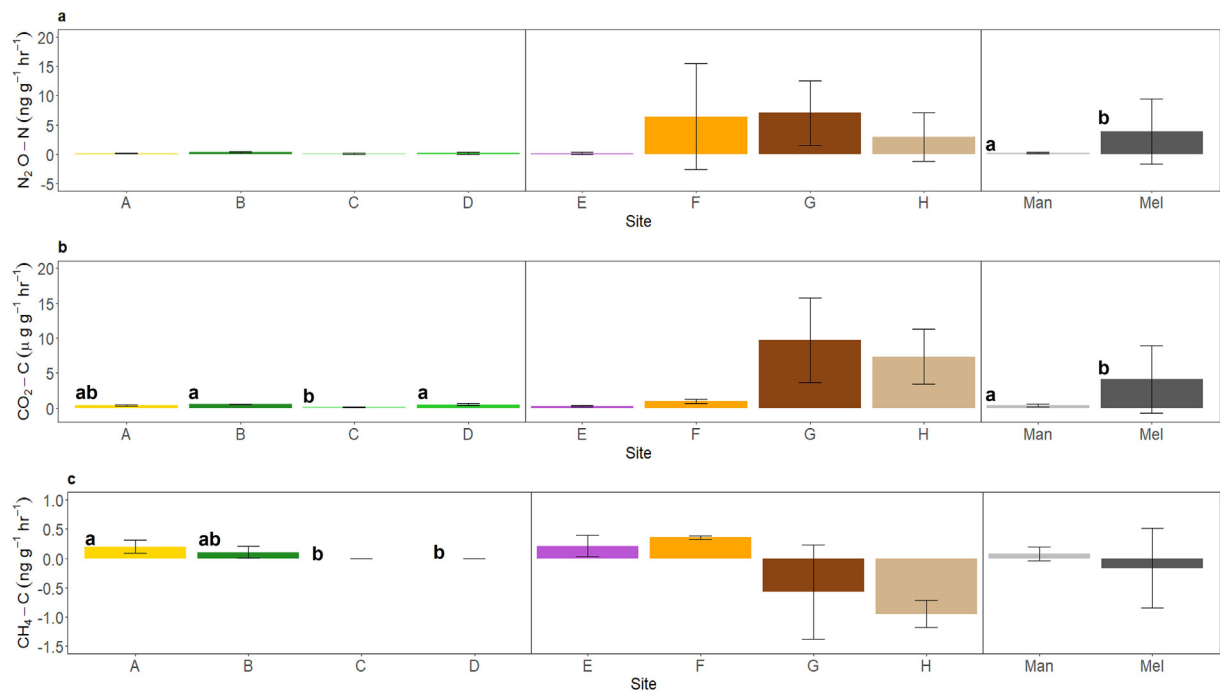 a
N₂ O−N (ng g⁻¹ hr⁻¹)
20
15
10
5
0
-5
a
b
A B C D E F G H Man Mel
Site
b
CO₂−C (μ g g⁻¹ hr⁻¹)
20
15
10
5
0
ab a b a a b
A B C D E F G H Man Mel
Site
c
CH₄−C (ng g⁻¹ hr⁻¹)
1.0
0.5
0.0
-0.5
-1.0
-1.5
a ab b b
A B C D E F G H Man Mel
Site